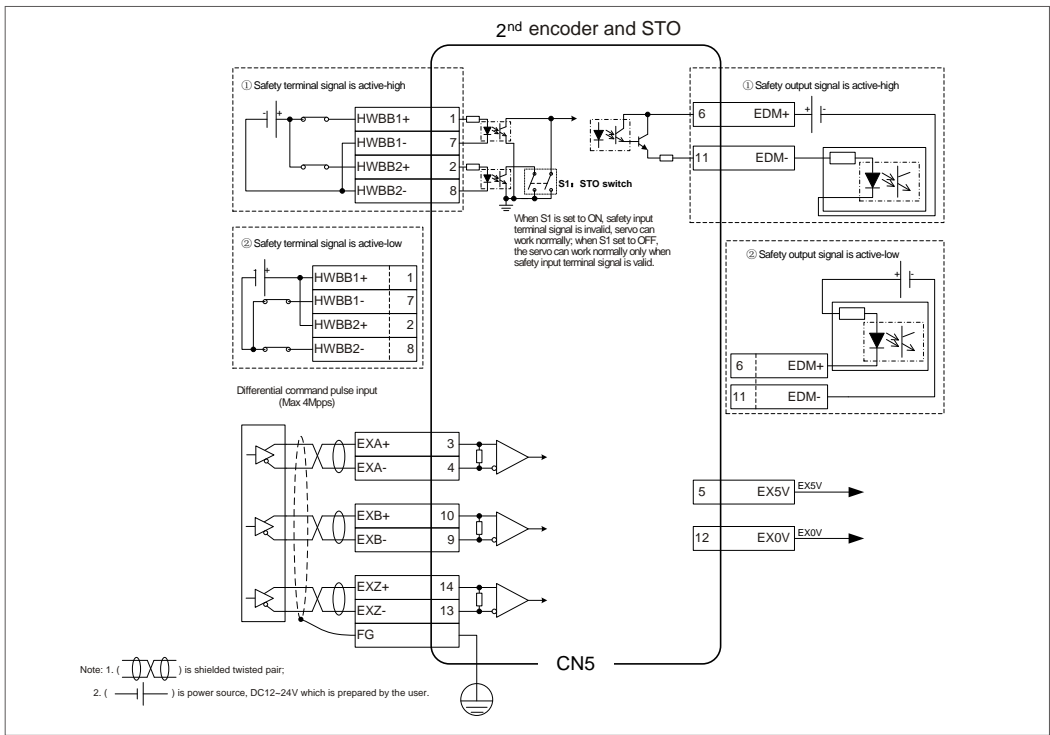 2nd encoder and STO
① Safety terminal signal is active-high
- +
HWBB1+ 1
HWBB1- 7
HWBB2+ 2
HWBB2- 8
S1: STO switch
When S1 is set to ON, safety input
terminal signal is invalid, servo can
work normally; when S1 set to OFF,
the servo can work normally only when
safety input terminal signal is valid.
① Safety output signal is active-high
6 EDM+ + -
11 EDM-
② Safety terminal signal is active-low
- +
HWBB1+ 1
HWBB1- 7
HWBB2+ 2
HWBB2- 8
② Safety output signal is active-low
+ -
6 EDM+
11 EDM-
Differential command pulse input
(Max 4Mpps)
EXA+ 3
EXA- 4
EXB+ 10
EXB- 9
EXZ+ 14
EXZ- 13
FG
5 EX5V EX5V
12 EX0V EX0V
CN5
Note: 1. ( ) is shielded twisted pair;
2. ( ) is power source, DC12~24V which is prepared by the user.